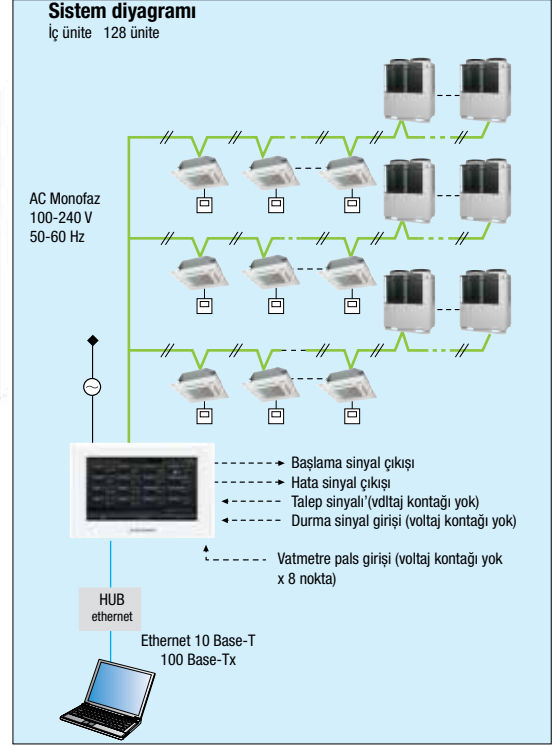 Sistem diyagramı
İç ünite 128 ünite
AC Monofaz
100-240 V
50-60 Hz
Başlama sinyal çıkışı
Hata sinyal çıkışı
Talep sinyalı'(vdltaj kontağı yok)
Durma sinyal girişi (voltaj kontağı yok)
Vatmetre pals girişi (voltaj kontağı yok
x 8 nokta)
HUB
ethernet
Ethernet 10 Base-T
100 Base-Tx